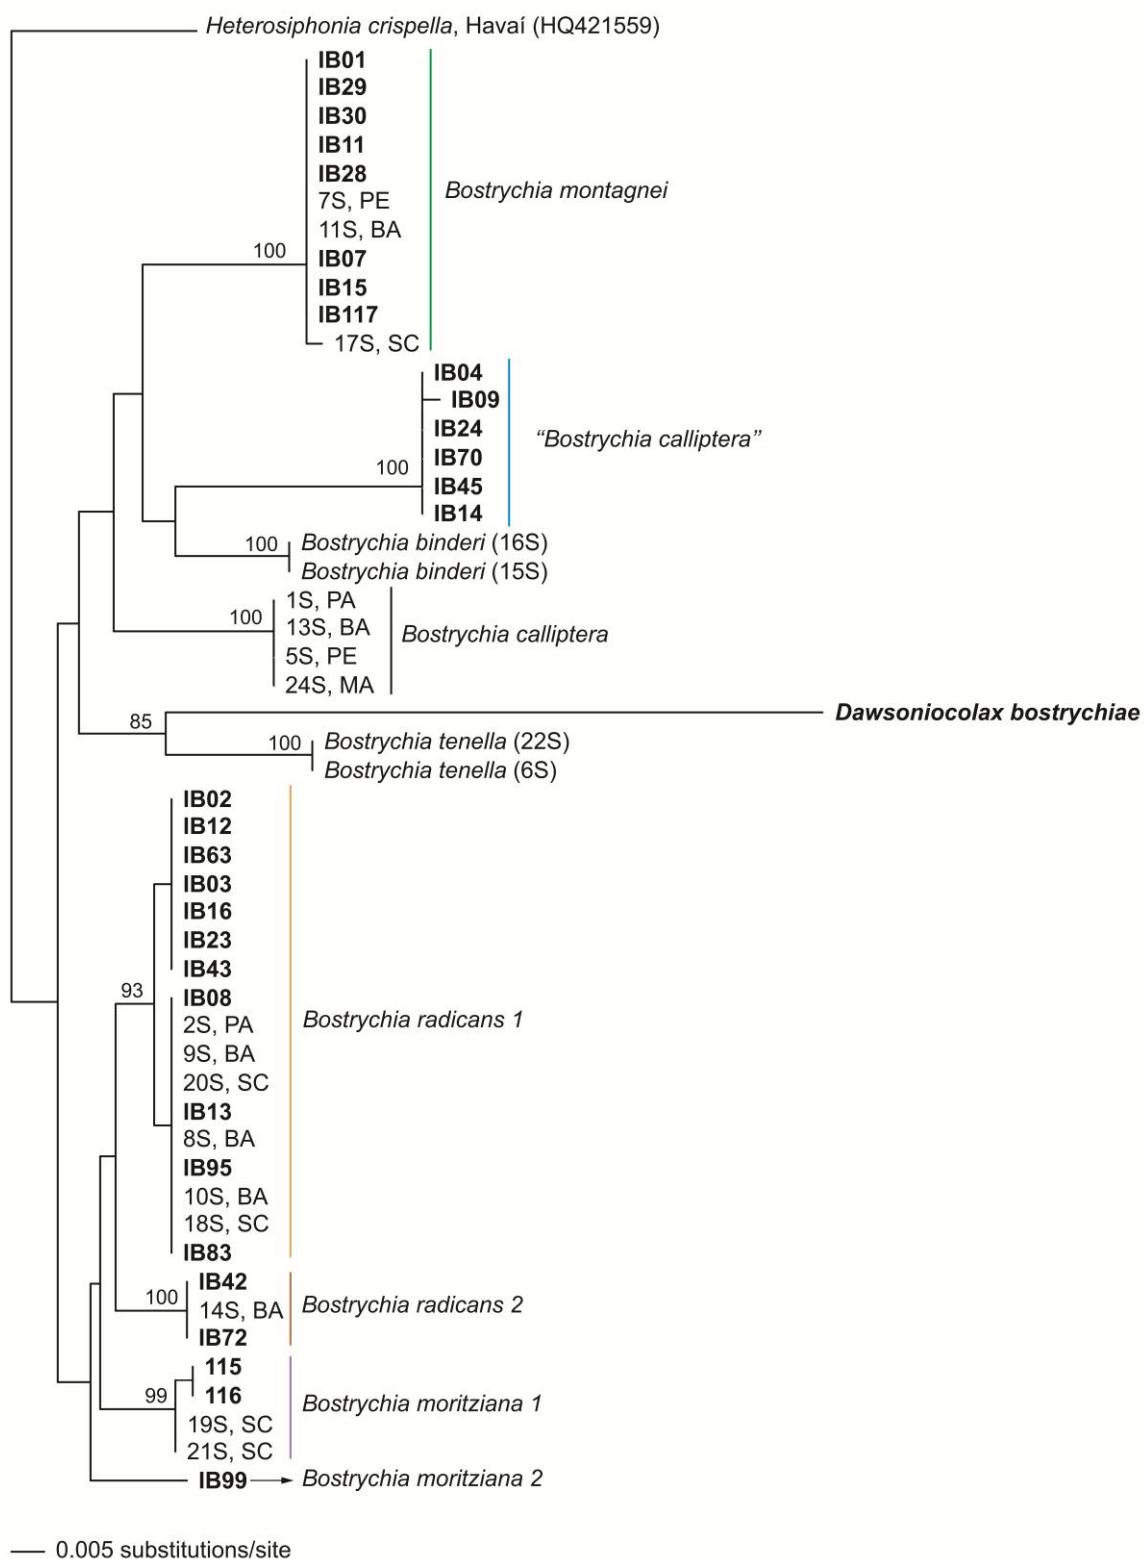 Heterosiphonia crispella, Havaí (HQ421559)
IB01
IB29
IB30
IB11
IB28
Bostrychia montagnei
7S, PE
11S, BA
100
IB07
IB15
IB117
17S, SC
IB04
IB09
IB24
“Bostrychia calliptera”
IB70
100
IB45
IB14
100
Bostrychia binderi (16S)
Bostrychia binderi (15S)
1S, PA
100
13S, BA
Bostrychia calliptera
5S, PE
24S, MA
85
Dawsoniocolax bostrychiae
100
Bostrychia tenella (22S)
Bostrychia tenella (6S)
IB02
IB12
IB63
IB03
IB16
IB23
IB43
93
IB08
Bostrychia radicans 1
2S, PA
9S, BA
20S, SC
IB13
8S, BA
IB95
10S, BA
18S, SC
IB83
IB42
100
14S, BA
Bostrychia radicans 2
IB72
115
99
116
Bostrychia moritziana 1
19S, SC
21S, SC
IB99
Bostrychia moritziana 2
0.005 substitutions/site